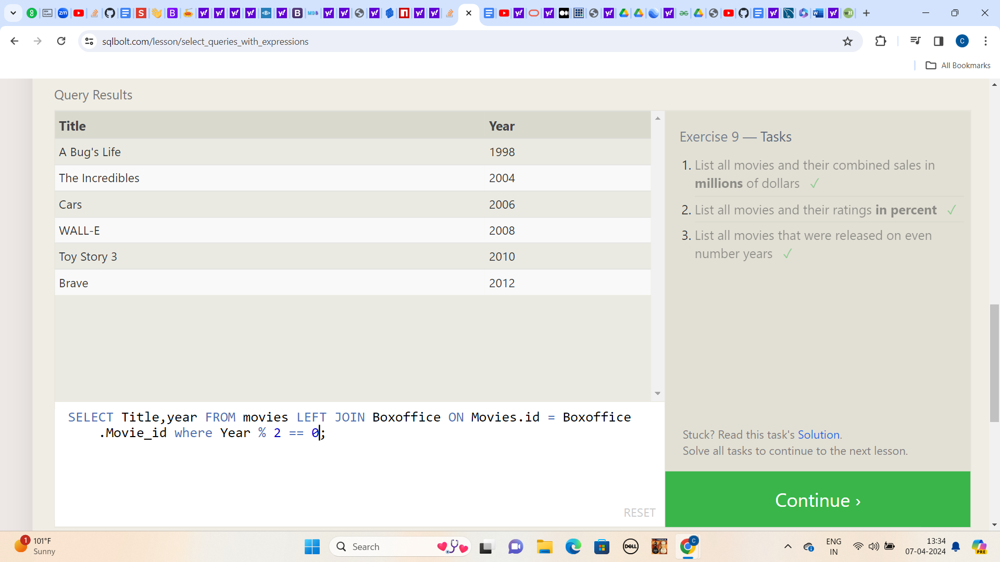 sqlbolt.com/lesson/select_queries_with_expressions
C
All Bookmarks
Query Results
Title Year
A Bug's Life 1998
The Incredibles 2004
Cars 2006
WALL-E 2008
Toy Story 3 2010
Brave 2012
SELECT Title,year FROM movies LEFT JOIN Boxoffice ON Movies.id = Boxoffice
.Movie_id where Year % 2 == 0;
RESET
Exercise 9 — Tasks
1. List all movies and their combined sales in
millions of dollars ✓
2. List all movies and their ratings in percent ✓
3. List all movies that were released on even
number years ✓
Stuck? Read this task's Solution.
Solve all tasks to continue to the next lesson.
Continue ›
1
101°F
Sunny
Search
DELL
C
ENG
IN
13:34
07-04-2024
PRE